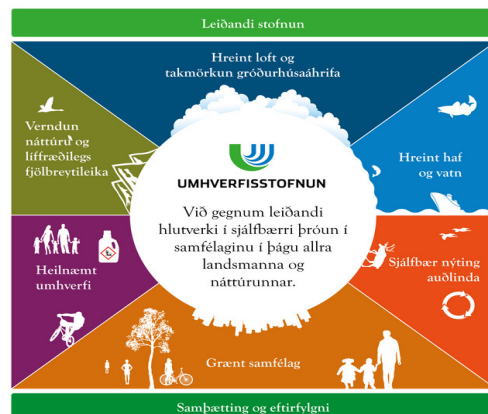 Leiðandi stofnun
Hreint loft og
takmörkun gróðurhúsaáhrifa
Verndun
náttúru og
líffræðilegs
fjölbreytileika
Hreint haf
og vatn
UMHVERFISSTOFNUN
Við gegnum leiðandi
hlutverki í sjálfbærri þróun í
samfélaginu í þágu allra
landsmanna og
náttúrunnar.
Heilnæmt
umhverfi
Sjálfbær nýting
auðlinda
Grænt samfélag
Samþætting og eftirfylgni